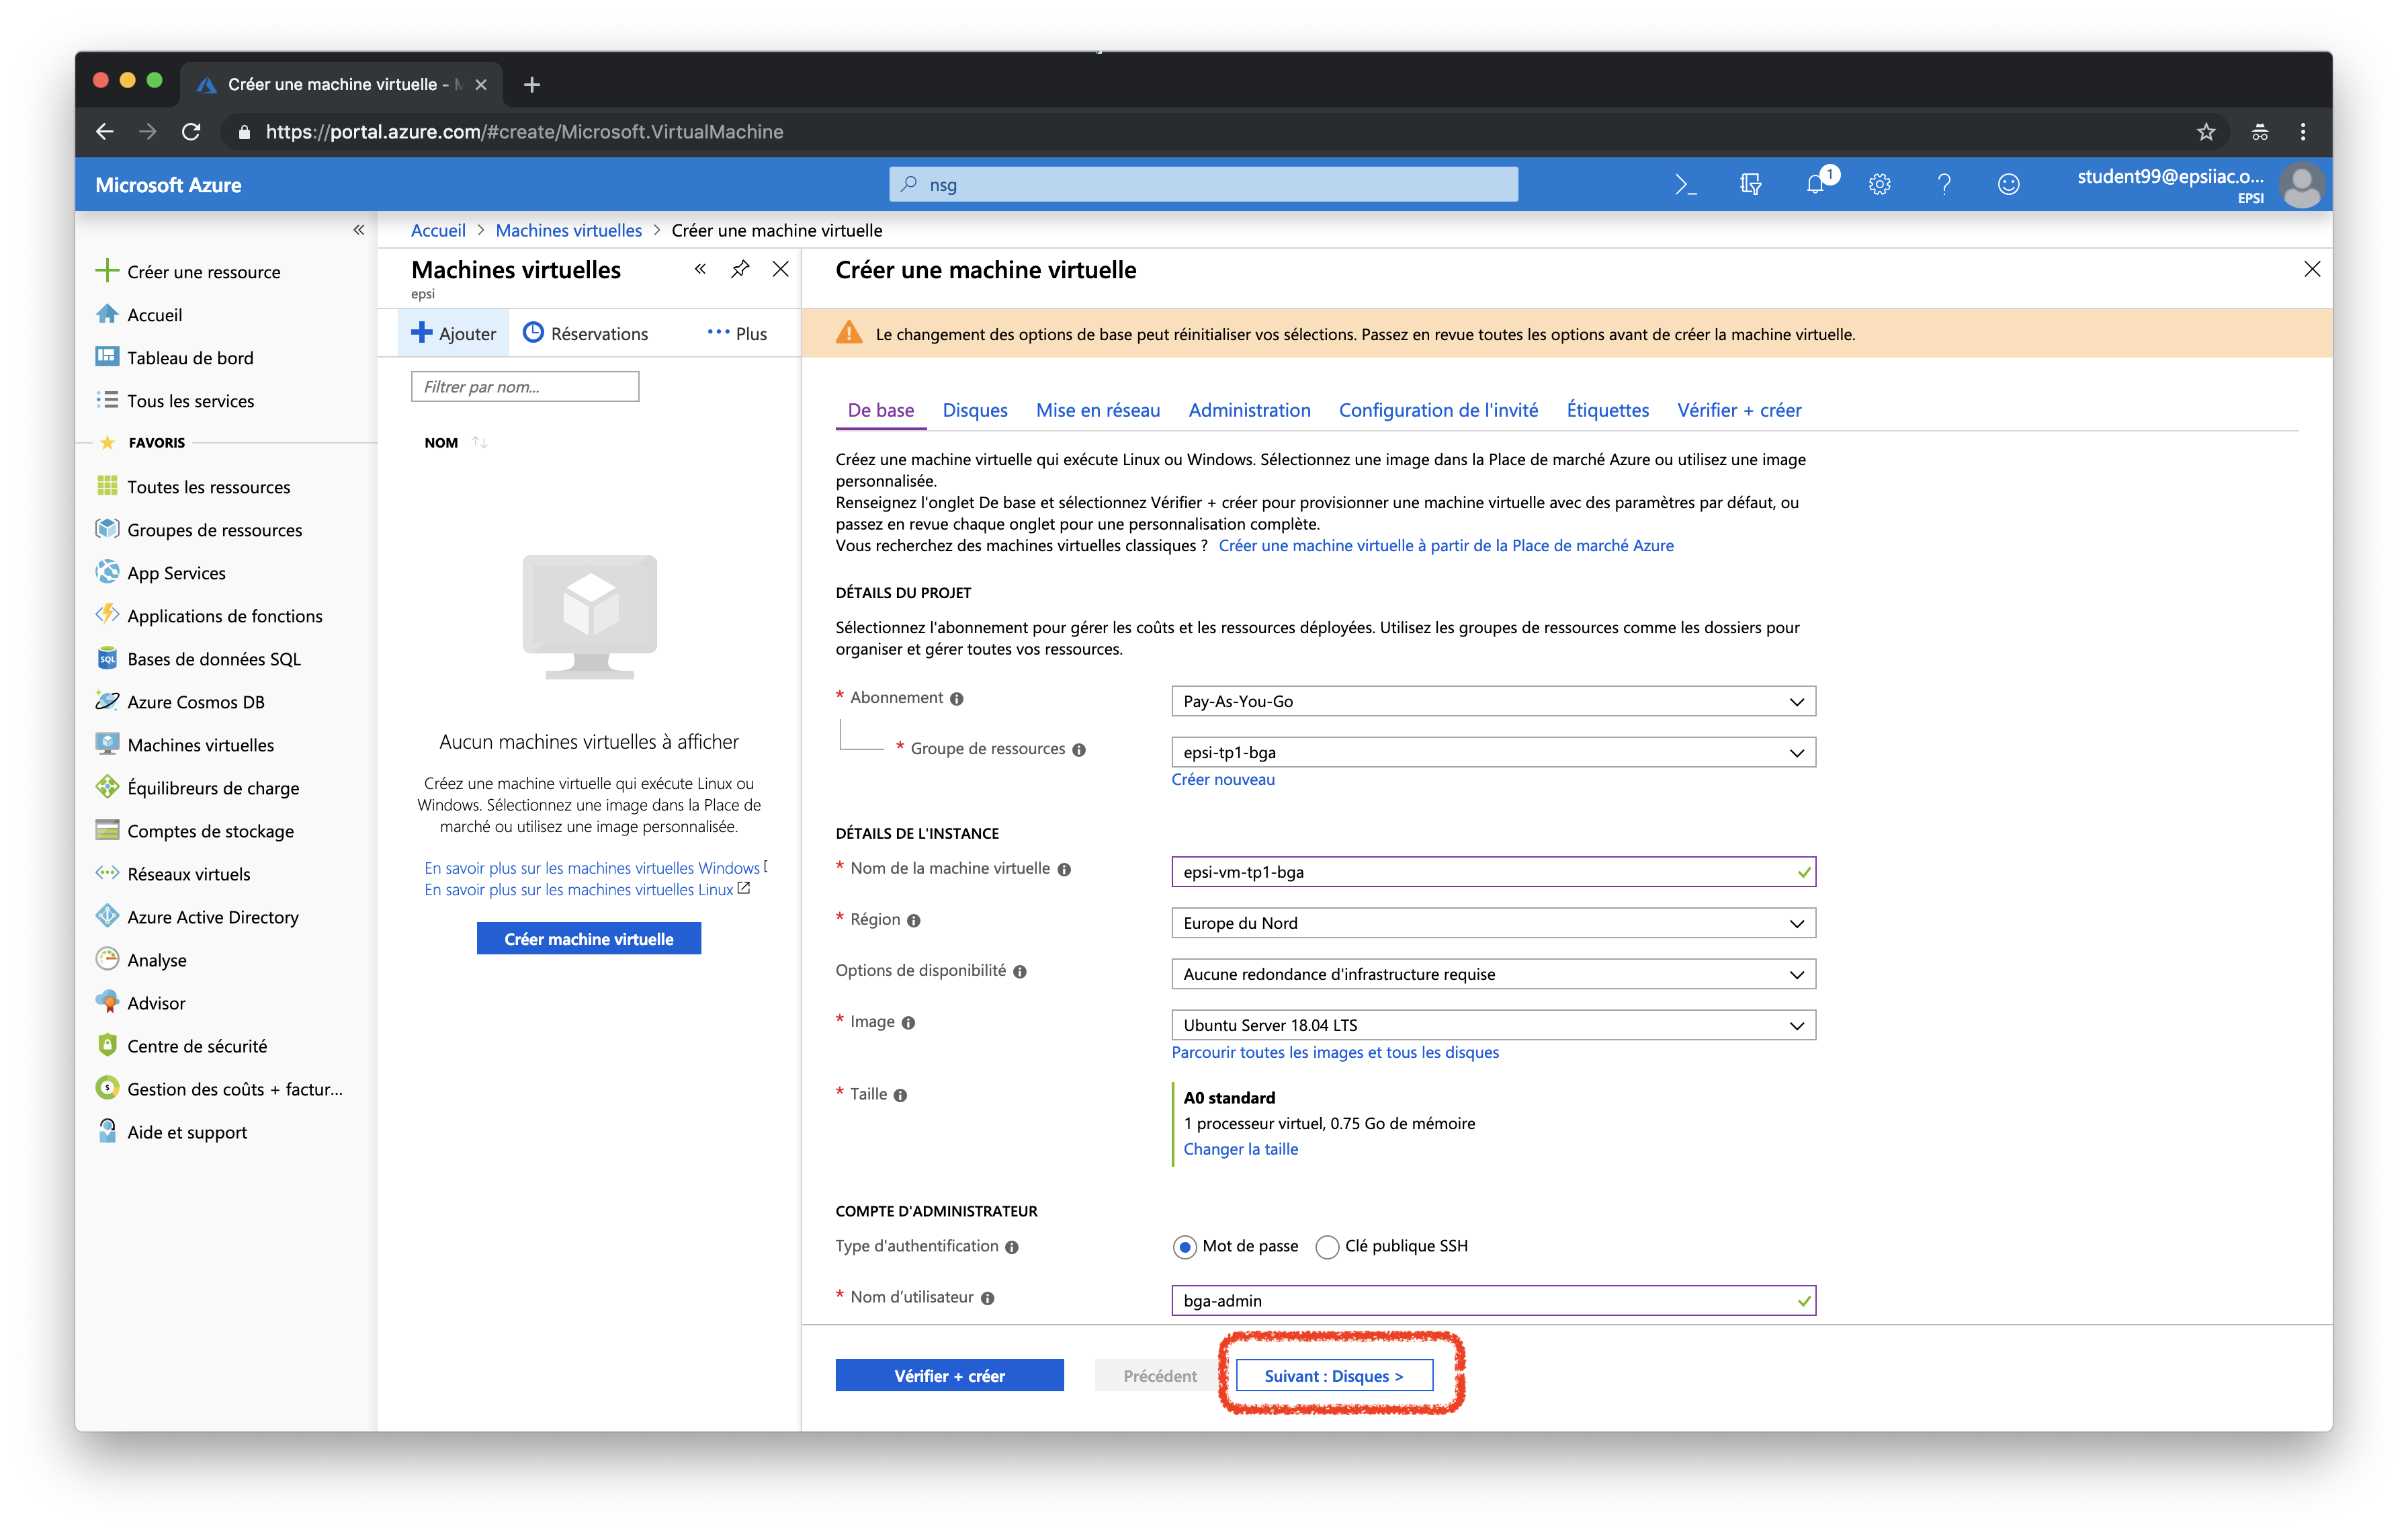 Créer une machine virtuelle -
https://portal.azure.com/#create/Microsoft.VirtualMachine
Microsoft Azure
nsg
1
student99@epsiiac.o...
EPSI
Créer une ressource
Accueil
Tableau de bord
Tous les services
FAVORIS
Toutes les ressources
Groupes de ressources
App Services
Applications de fonctions
SQL
Bases de données SQL
Azure Cosmos DB
Machines virtuelles
Équilibreurs de charge
Comptes de stockage
Réseaux virtuels
Azure Active Directory
Analyse
Advisor
Centre de sécurité
Gestion des coûts + factur...
Aide et support
Accueil > Machines virtuelles > Créer une machine virtuelle
Machines virtuelles
epsi
Ajouter
Réservations
Plus
Filtrer par nom...
NOM
Aucun machines virtuelles à afficher
Créez une machine virtuelle qui exécute Linux ou
Windows. Sélectionnez une image dans la Place de
marché ou utilisez une image personnalisée.
En savoir plus sur les machines virtuelles Windows
En savoir plus sur les machines virtuelles Linux
Créer machine virtuelle
Créer une machine virtuelle
Le changement des options de base peut réinitialiser vos sélections. Passez en revue toutes les options avant de créer la machine virtuelle.
De base Disques Mise en réseau Administration Configuration de l'invité Étiquettes Vérifier + créer
Créez une machine virtuelle qui exécute Linux ou Windows. Sélectionnez une image dans la Place de marché Azure ou utilisez une image
personnalisée.
Renseignez l'onglet De base et sélectionnez Vérifier + créer pour provisionner une machine virtuelle avec des paramètres par défaut, ou
passez en revue chaque onglet pour une personnalisation complète.
Vous recherchez des machines virtuelles classiques ? Créer une machine virtuelle à partir de la Place de marché Azure
DÉTAILS DU PROJET
Sélectionnez l'abonnement pour gérer les coûts et les ressources déployées. Utilisez les groupes de ressources comme les dossiers pour
organiser et gérer toutes vos ressources.
* Abonnement
Pay-As-You-Go
* Groupe de ressources
epsi-tp1-bga
Créer nouveau
DÉTAILS DE L'INSTANCE
* Nom de la machine virtuelle
epsi-vm-tp1-bga
* Région
Europe du Nord
Options de disponibilité
Aucune redondance d'infrastructure requise
* Image
Ubuntu Server 18.04 LTS
Parcourir toutes les images et tous les disques
* Taille
A0 standard
1 processeur virtuel, 0.75 Go de mémoire
Changer la taille
COMPTE D'ADMINISTRATEUR
Type d'authentification
Mot de passe
Clé publique SSH
* Nom d’utilisateur
bga-admin
Vérifier + créer
Précédent
Suivant : Disques >